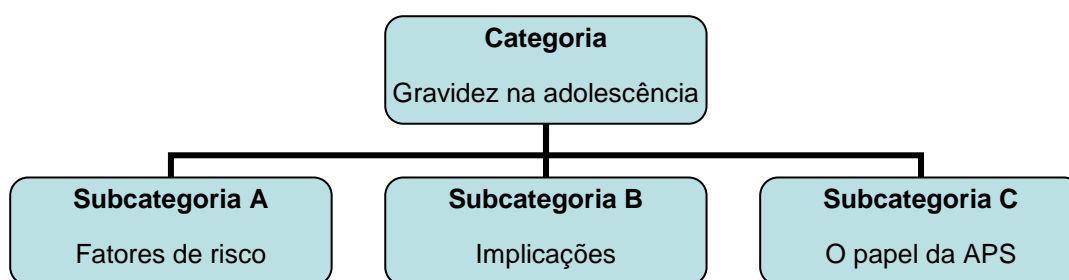 Categoria
Gravidez na adolescência
Subcategoria A
Fatores de risco
Subcategoria B
Implicações
Subcategoria C
O papel da APS